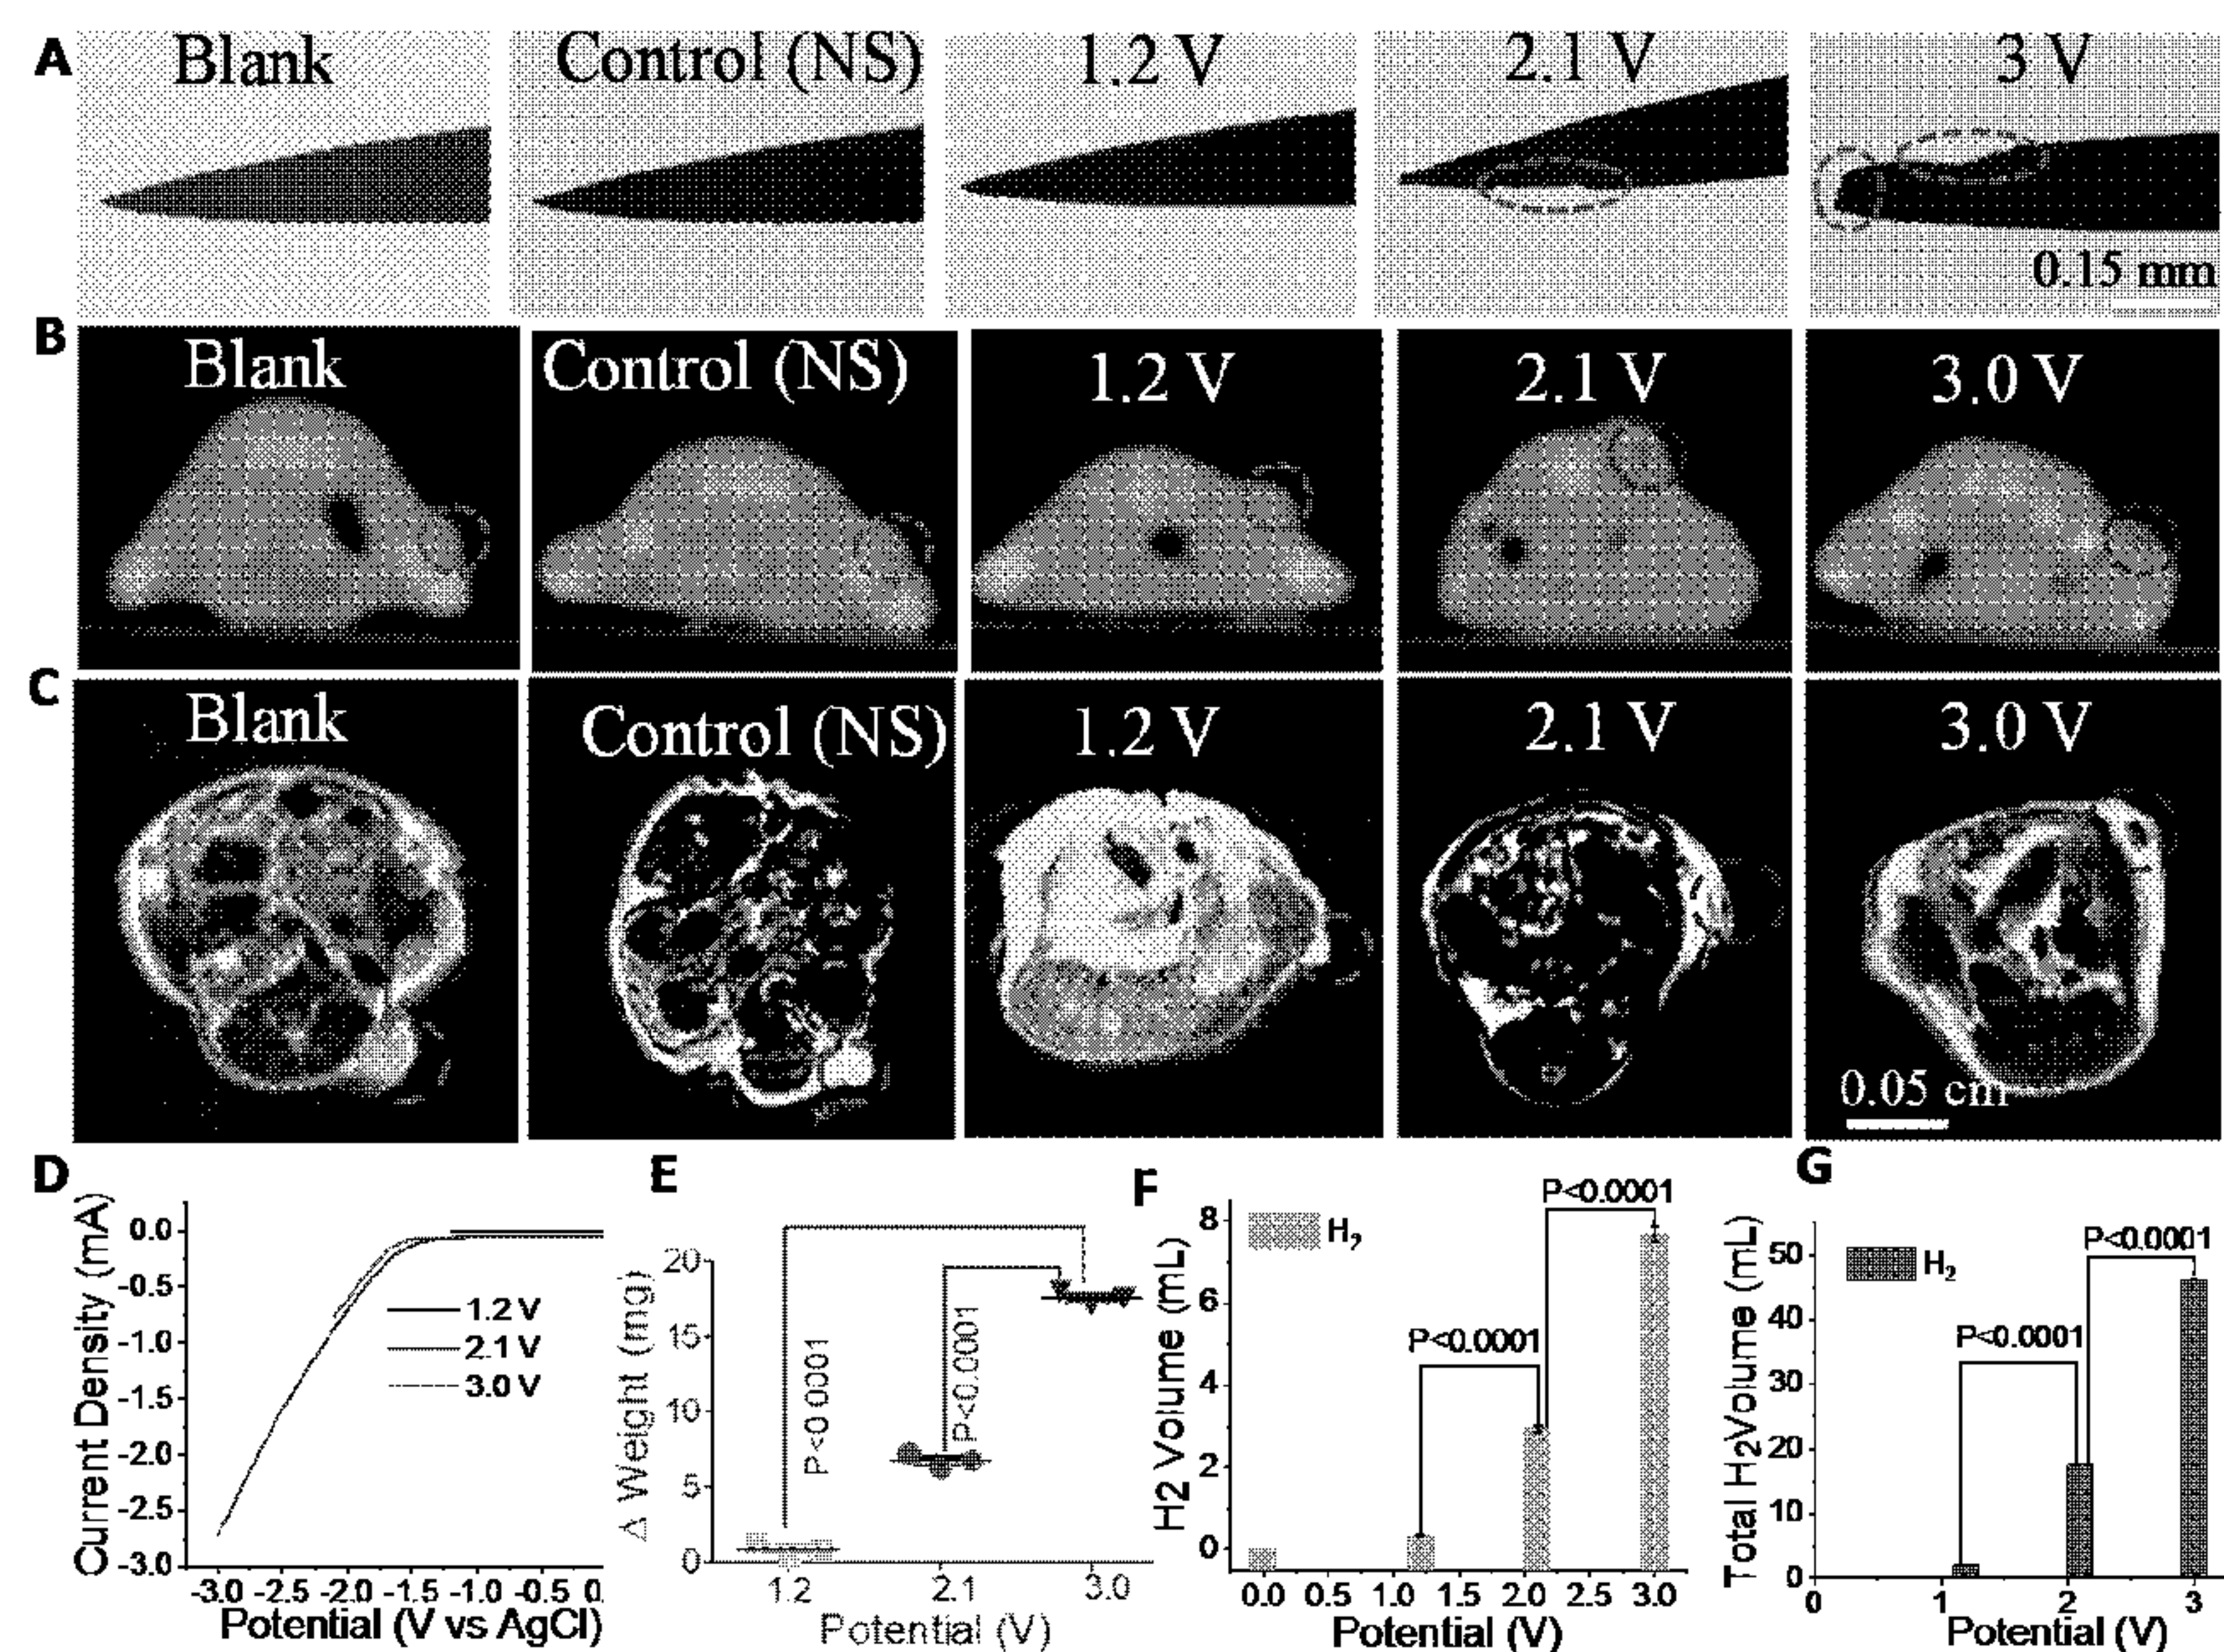 A
Blank
Control (NS)
1.2 V
2.1 V
3 V
0.15 mm
B
Blank
Control (NS)
1.2 V
2.1 V
3.0 V
C
Blank
Control (NS)
1.2 V
2.1 V
3.0 V
0.05 cm
D
Current Density (mA)
0.0
-0.5
-1.0
-1.5
-2.0
-2.5
-3.0
1.2 V
2.1 V
3.0 V
-3.0 -2.5 -2.0 -1.5 -1.0 -0.5 0
Potential (V vs AgCl)
E
Δ Weight (mg)
20
15
10
5
0
P<0.0001
P<0.0001
1.2 2.1 3.0
Potential (V)
F
H2 Volume (mL)
8
6
4
2
0
H₂
P<0.0001
P<0.0001
0.0 0.5 1.0 1.5 2.0 2.5 3.0
Potential (V)
G
Total H₂Volume (mL)
50
40
30
20
10
0
H₂
P<0.0001
P<0.0001
0 1 2 3
Potential (V)